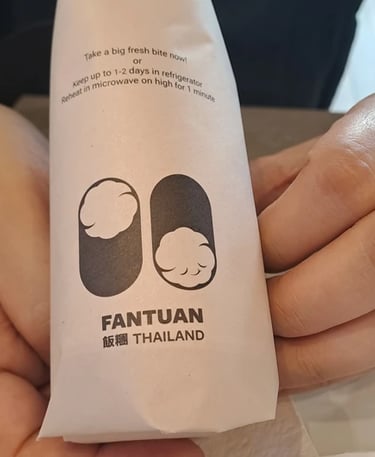 Take a big fresh bite now!
or
Keep up to 1-2 days in refrigerator
Reheat in microwave on high for 1 minute
FANTUAN
飯糰 THAILAND